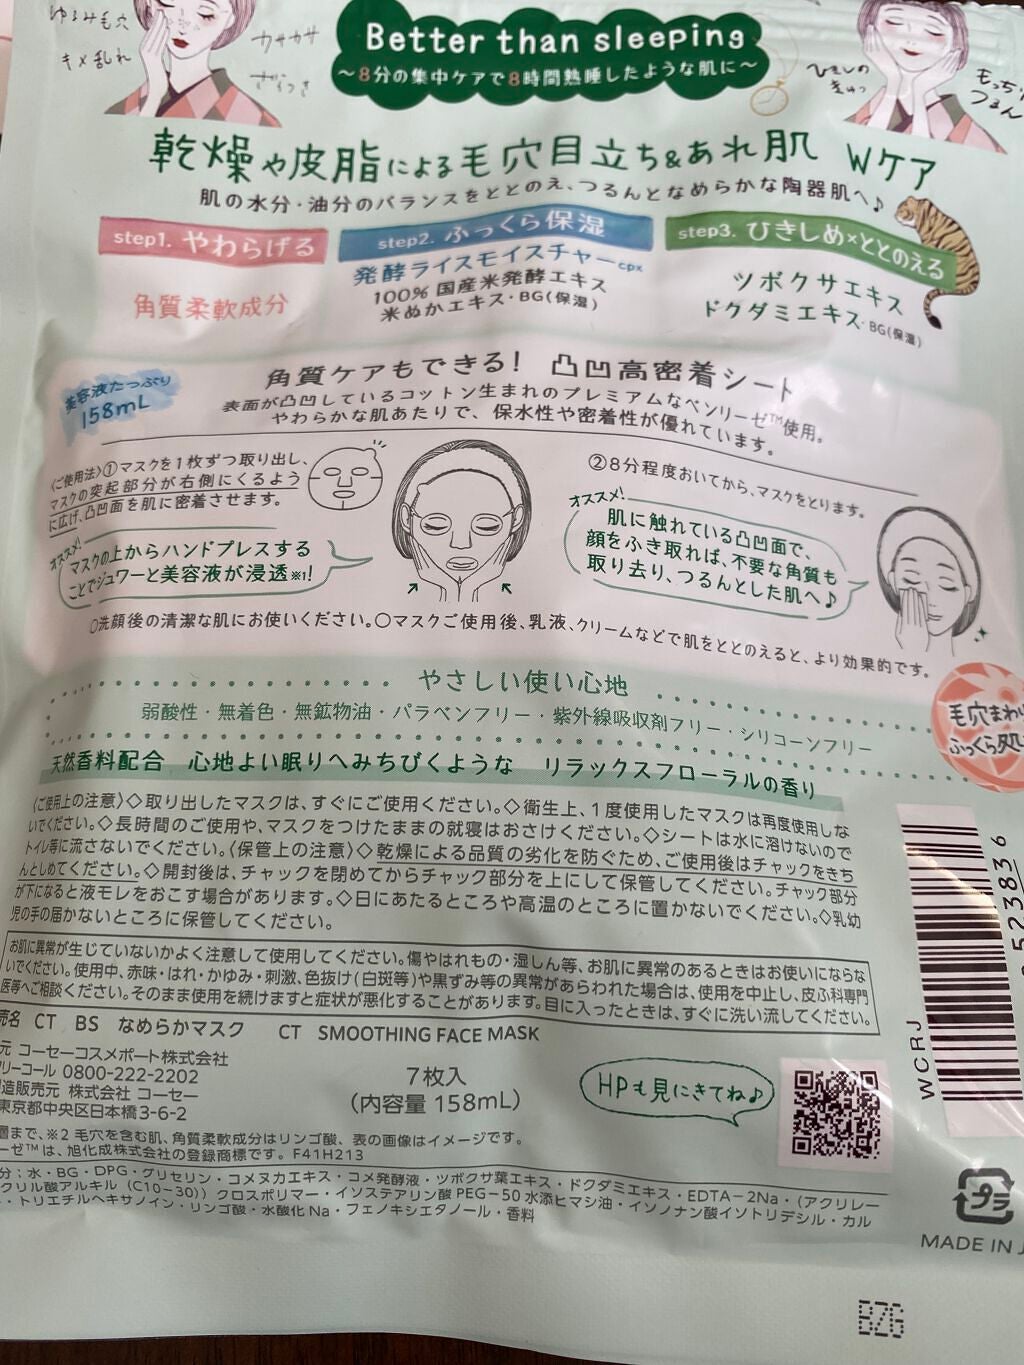 ゆるみ毛穴
キメ乱れ
カサカサ
ざらつき
Better than sleeping
～8分の集中ケアで8時間熟睡したような肌に～
もっちり
つるん
乾燥や皮脂による毛穴目立ち&あれ肌 Wケア
肌の水分・油分のバランスをととのえ、つるんとなめらかな陶器肌へ♪
step1. やわらげる
角質柔軟成分
step2. ふっくら保湿
発酵ライスモイスチャーcpx
100% 国産米発酵エキス
米ぬかエキス・BG(保湿)
step3. ひきしめ×ととのえる
ツボクサエキス
ドクダミエキス・BG(保湿)
美容液たっぷり
158mL
角質ケアもできる! 凸凹高密着シート
表面が凸凹しているコットン生まれのプレミアムなベンリーゼ™使用。
やわらかな肌あたりで、保水性や密着性が優れています。
〈ご使用法〉①マスクを1枚ずつ取り出し、
マスクの突起部分が右側にくるよう
に広げ、凸凹面を肌に密着させます。
オススメ!
マスクの上からハンドプレスする
ことでジュワーと美容液が浸透※1!
②8分程度おいてから、マスクをとります。
オススメ!
肌に触れている凸凹面で、
顔をふき取れば、不要な角質も
取り去り、つるんとした肌へ♪
○洗顔後の清潔な肌にお使いください。○マスクご使用後、乳液、クリームなどで肌をととのえると、より効果的です。
やさしい使い心地
弱酸性・無着色・無鉱物油・パラベンフリー・紫外線吸収剤フリー・シリコーンフリー
毛穴まわり
ふっくら処
天然香料配合 心地よい眠りへみちびくような リラックスフローラルの香り
〈ご使用上の注意〉◇取り出したマスクは、すぐにご使用ください。◇衛生上、1度使用したマスクは再度使用しな
いでください。◇長時間のご使用や、マスクをつけたままの就寝はおさけください。◇シートは水に溶けないので
トイレ等に流さないでください。〈保管上の注意〉◇乾燥による品質の劣化を防ぐため、ご使用後はチャックをきち
んとしめてください。◇開封後は、チャックを閉めてからチャック部分を上にして保管してください。チャック部分
が下になると液モレをおこす場合があります。◇日にあたるところや高温のところに置かないでください。◇乳幼
児の手の届かないところに保管してください。
お肌に異常が生じていないかよく注意して使用してください。傷やはれもの・湿しん等、お肌に異常のあるときはお使いにならな
いでください。使用中、赤味・はれ・かゆみ・刺激、色抜け(白斑等)や黒ずみ等の異常があらわれた場合は、使用を中止し、皮ふ科専門
医等へご相談ください。そのまま使用を続けますと症状が悪化することがあります。目に入ったときは、すぐに洗い流してください。
売名 CT BS なめらかマスク CT SMOOTHING FACE MASK
元 コーセーコスメポート株式会社
フリーコール 0800-222-2202
造販売元 株式会社 コーセー
東京都中央区日本橋3-6-2
7枚入
(内容量 158mL)
HPも見にきてね♪
層まで、※2 毛穴を含む肌、角質柔軟成分はリンゴ酸、表の画像はイメージです。
ーゼ™は、旭化成株式会社の登録商標です。F41H213
分：水・BG・DPG・グリセリン・コメヌカエキス・コメ発酵液・ツボクサ葉エキス・ドクダミエキス・EDTA－2Na・(アクリレー
クリル酸アルキル (C10～30)) クロスポリマー・イソステアリン酸 PEG－50 水添ヒマシ油・イソノナン酸イソトリデシル・カル
・トリエチルヘキサノイン・リンゴ酸・水酸化 Na・フェノキシエタノール・香料
WCRJ
523836
プラ
MADE IN J
BZG